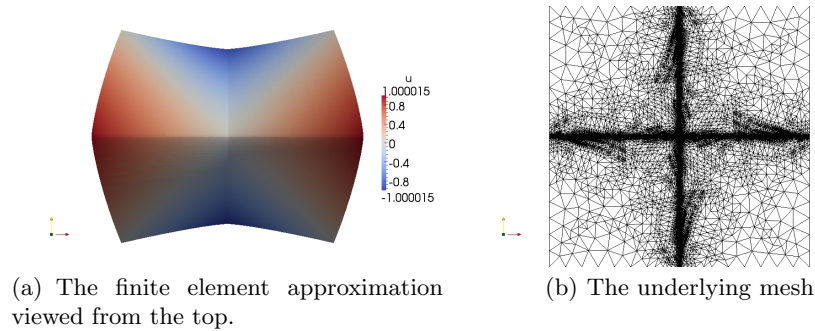 u
1.000015
0.8
0.4
0
-0.4
-0.8
-1.000015
(a) The finite element approximation
viewed from the top.
(b) The underlying mesh